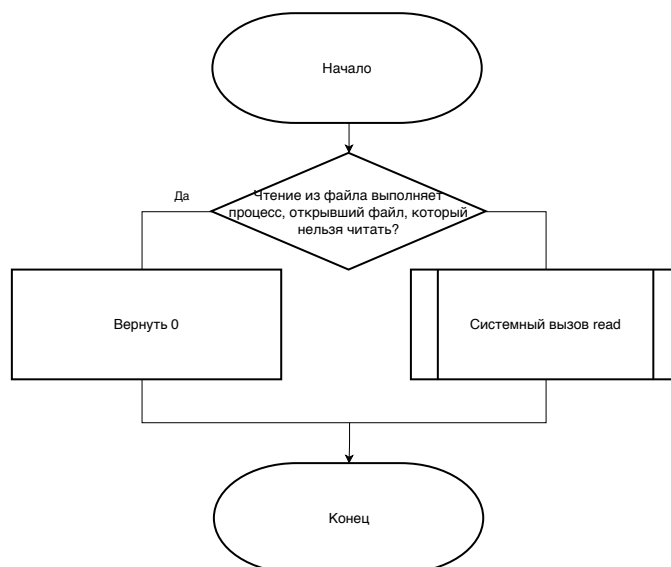 Начало
Да
Чтение из файла выполняет
процесс, открывший файл, который
нельзя читать?
Вернуть 0
Системный вызов read
Конец